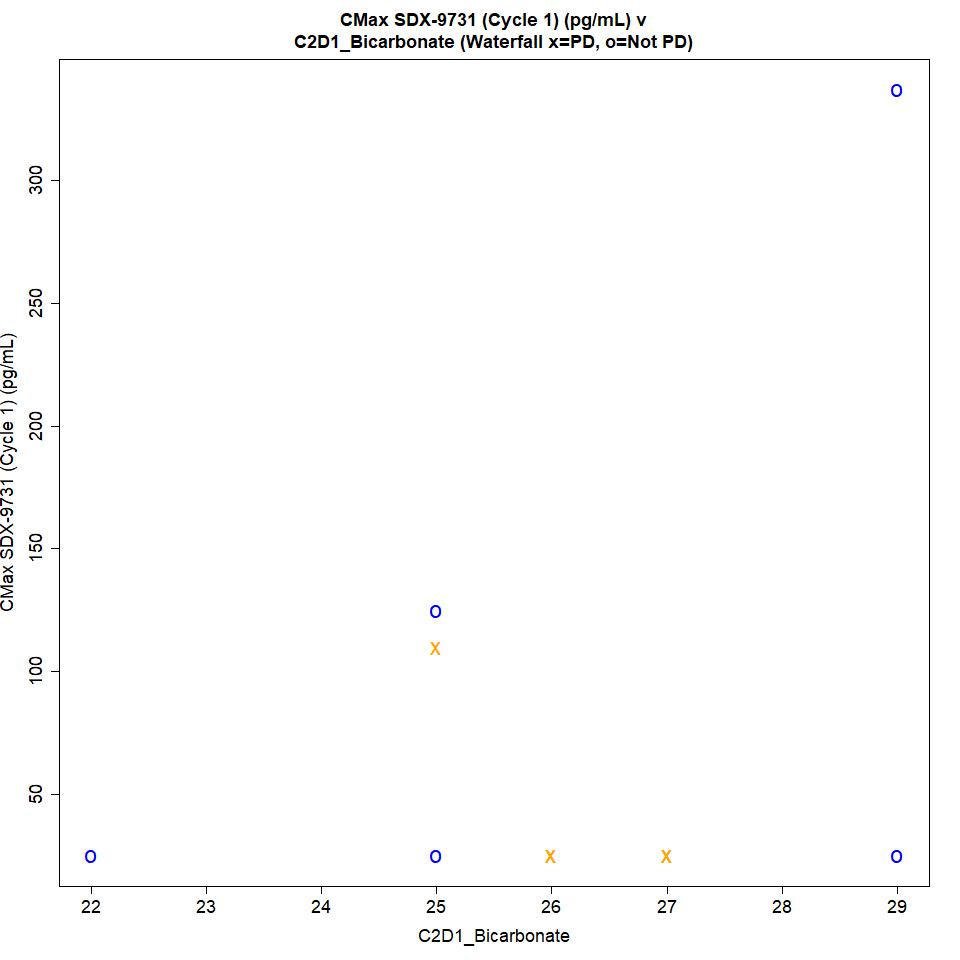 CMax SDX-9731 (Cycle 1) (pg/mL) v
C2D1_Bicarbonate (Waterfall x=PD, o=Not PD)
CMax SDX-9731 (Cycle 1) (pg/mL)
300
250
200
150
100
50
o
o
x
o
o
x
x
o
22 23 24 25 26 27 28 29
C2D1_Bicarbonate